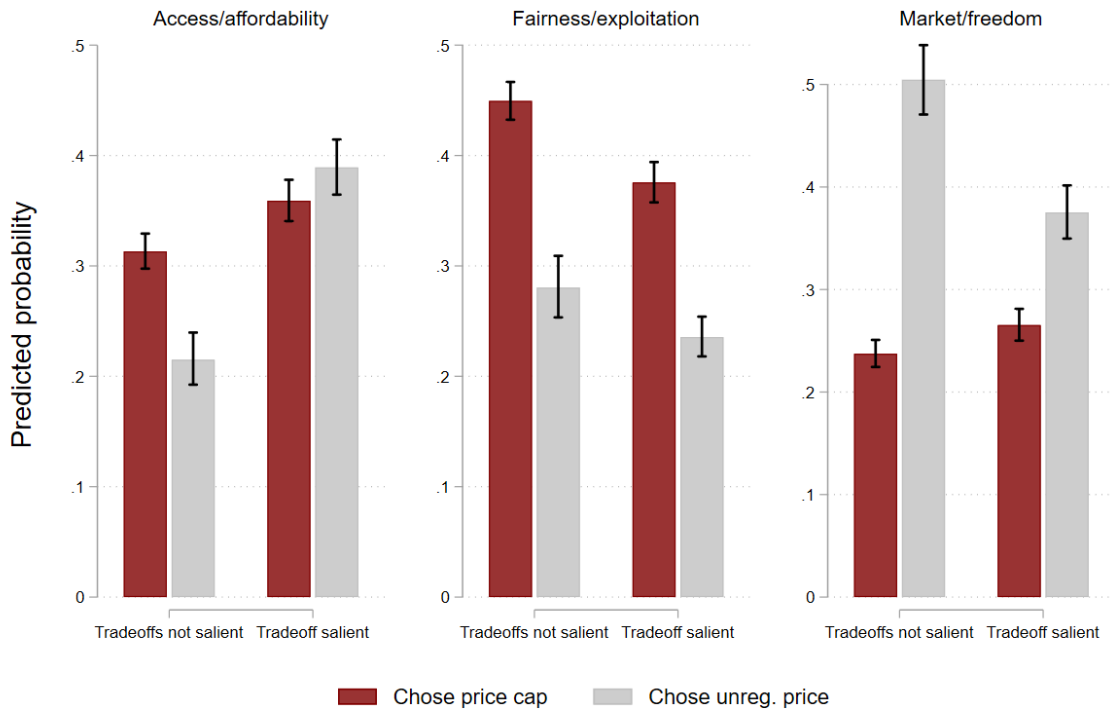 Access/affordability
Fairness/exploitation
Market/freedom
Predicted probability
.5
.4
.3
.2
.1
0
Tradeoffs not salient Tradeoff salient
.5
.4
.3
.2
.1
0
Tradeoffs not salient Tradeoff salient
.5
.4
.3
.2
.1
0
Tradeoffs not salient Tradeoff salient
Chose price cap Chose unreg. price